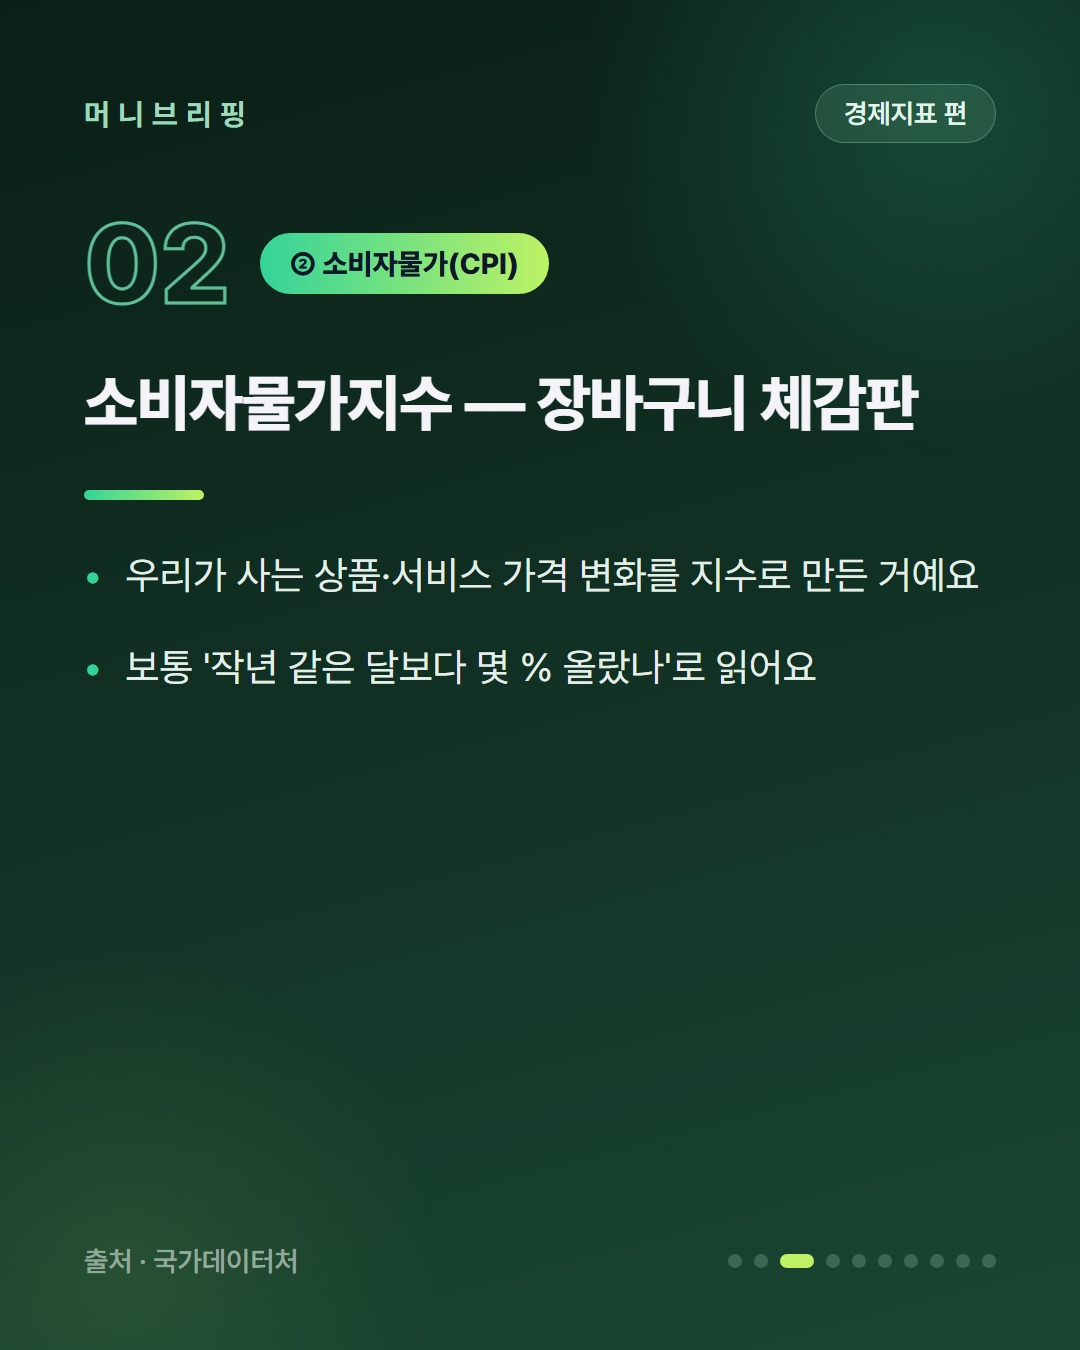 머니브리핑
경제지표 편
02
② 소비자물가(CPI)
소비자물가지수 — 장바구니 체감판
• 우리가 사는 상품·서비스 가격 변화를 지수로 만든 거예요
• 보통 '작년 같은 달보다 몇 % 올랐나'로 읽어요
출처 · 국가데이터처